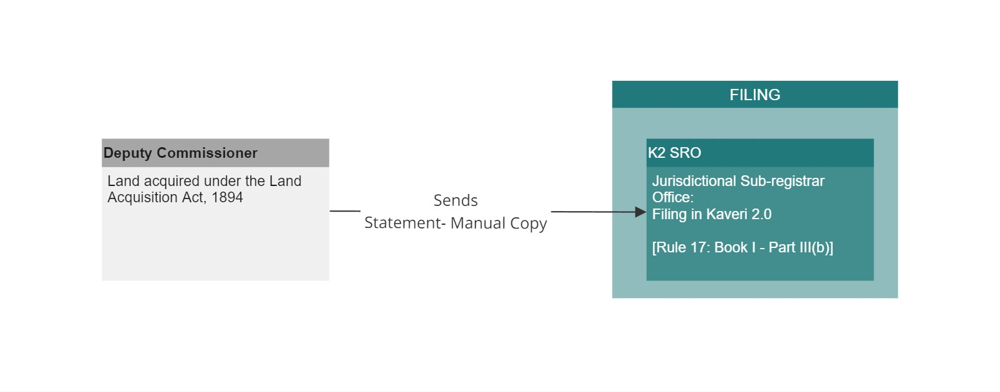 FILING
Deputy Commissioner
Land acquired under the Land
Acquisition Act, 1894
Sends
Statement- Manual Copy
K2 SRO
Jurisdictional Sub-registrar
Office:
Filing in Kaveri 2.0
[Rule 17: Book I - Part III(b)]